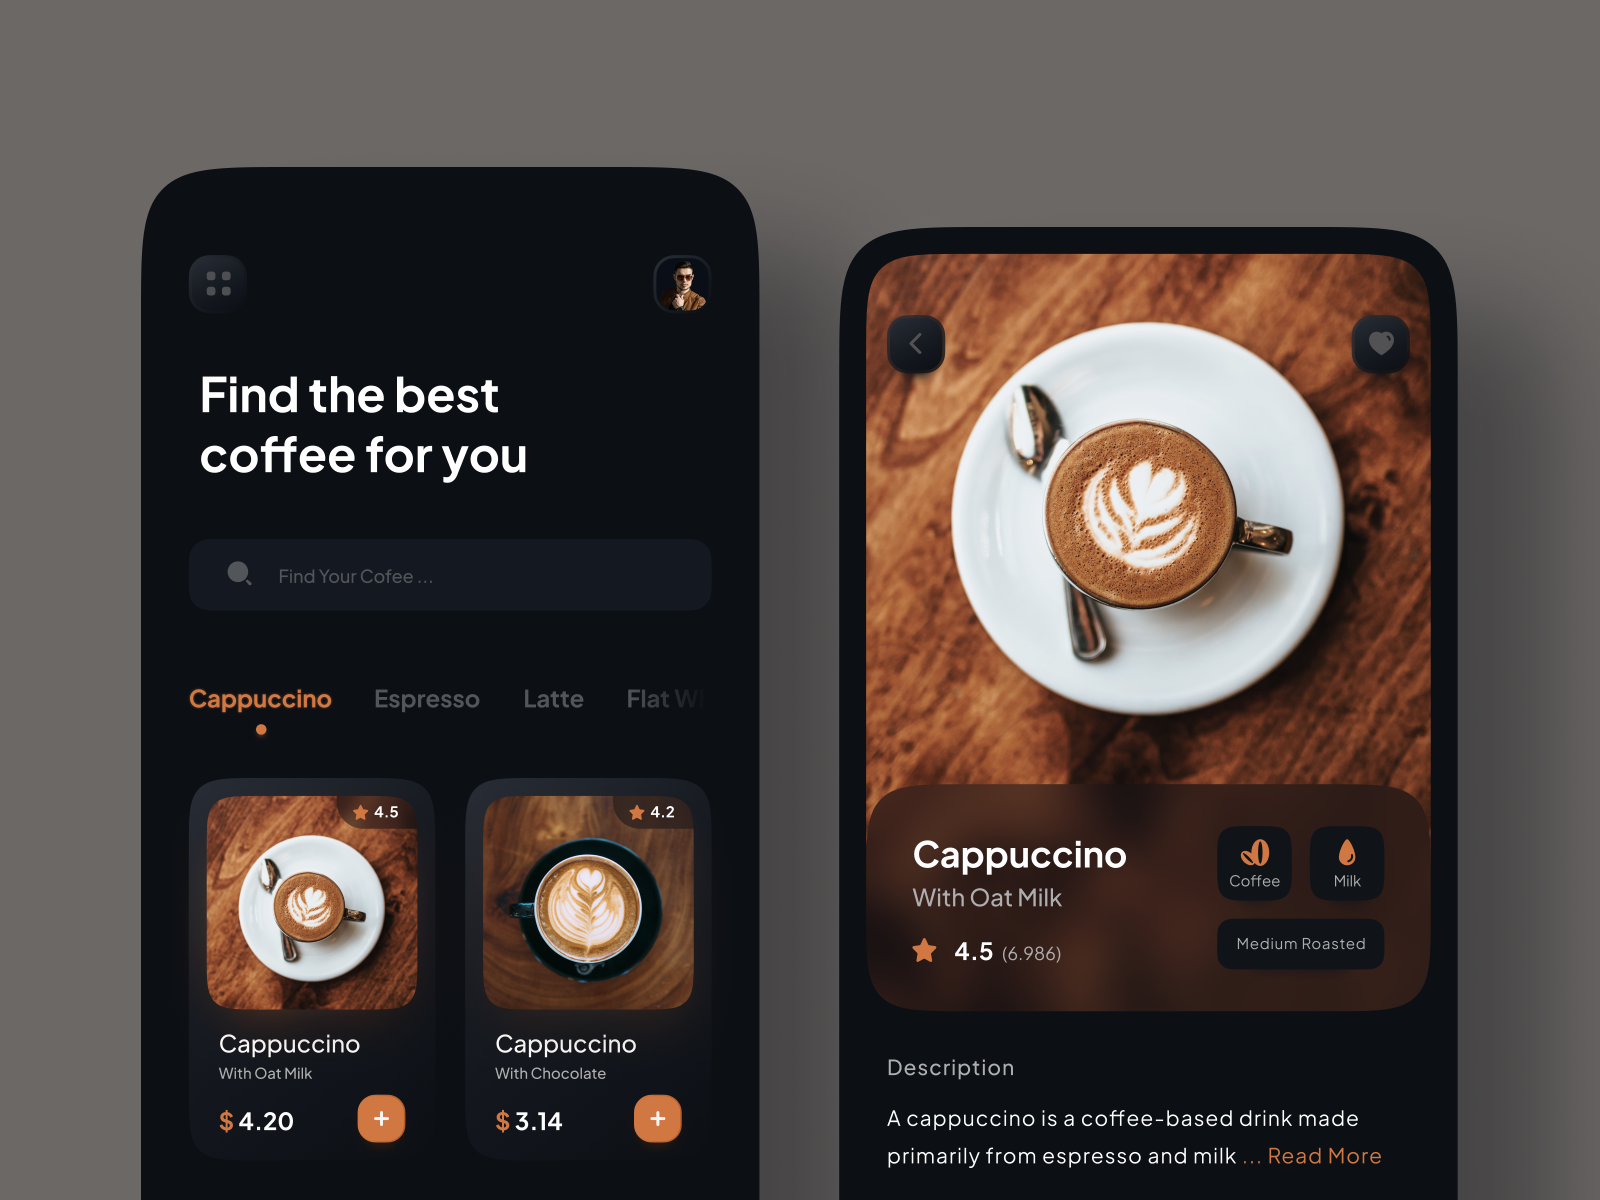 Find the best
coffee for you
Find Your Cofee ...
Cappuccino Espresso Latte Flat
4.5
4.2
Cappuccino
With Oat Milk
$ 4.20
+
Cappuccino
With Chocolate
$ 3.14
+
Cappuccino
With Oat Milk
4.5 (6.986)
Coffee
Milk
Medium Roasted
Description
A cappuccino is a coffee-based drink made
primarily from espresso and milk ... Read More